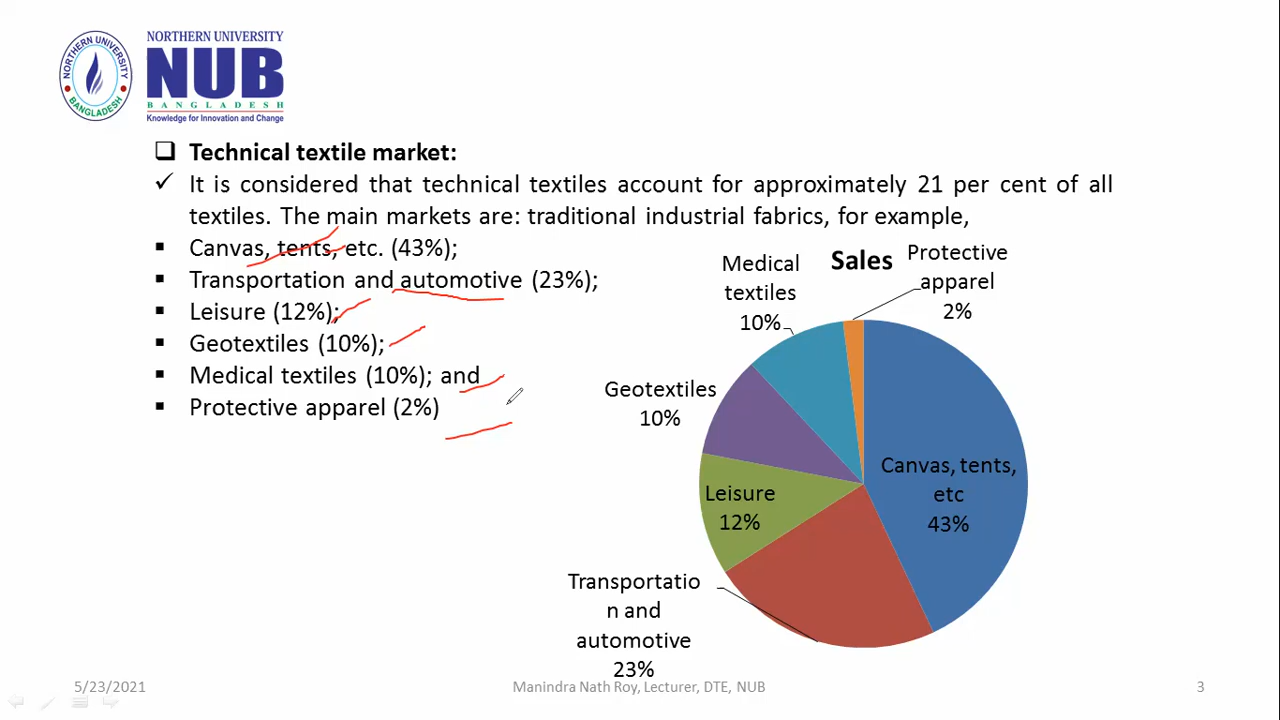 NORTHERN UNIVERSITY
BANGLADESH
NORTHERN UNIVERSITY
NUB
BANGLADESH
Knowledge for Innovation and Change
Technical textile market:
It is considered that technical textiles account for approximately 21 per cent of all
textiles. The main markets are: traditional industrial fabrics, for example,
Canvas, tents, etc. (43%);
Transportation and automotive (23%);
Leisure (12%);
Geotextiles (10%);
Medical textiles (10%); and
Protective apparel (2%)
Sales
Protective
apparel
2%
Medical
textiles
10%
Geotextiles
10%
Leisure
12%
Canvas, tents,
etc
43%
Transportatio
n and
automotive
23%
5/23/2021
Manindra Nath Roy, Lecturer, DTE, NUB
3